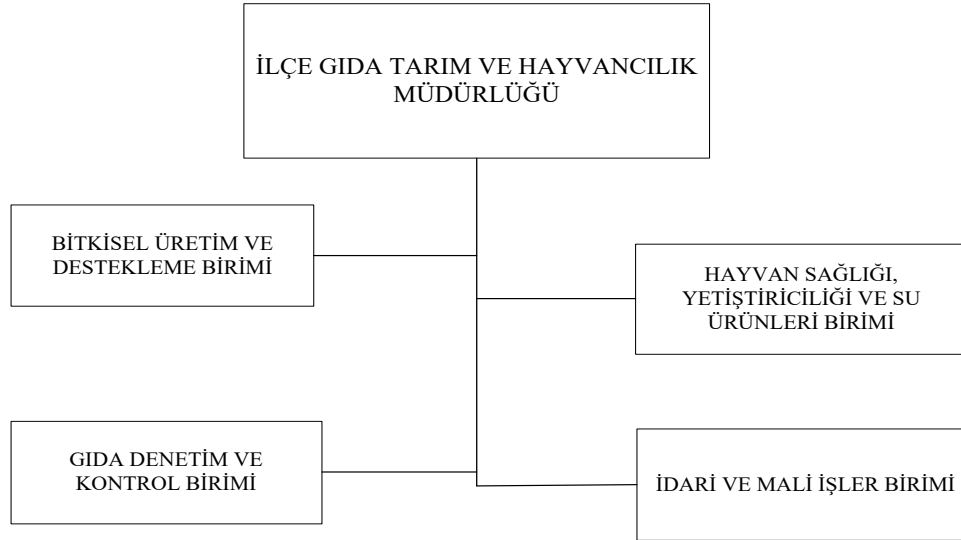 İLÇE GIDA TARIM VE HAYVANCILIK
MÜDÜRLÜĞÜ
BİTKİSEL ÜRETİM VE
DESTEKLEME BİRİMİ
HAYVAN SAĞLIĞI,
YETİŞTİRİCİLİĞİ VE SU
ÜRÜNLERİ BİRİMİ
GIDA DENETİM VE
KONTROL BİRİMİ
İDARİ VE MALİ İŞLER BİRİMİ